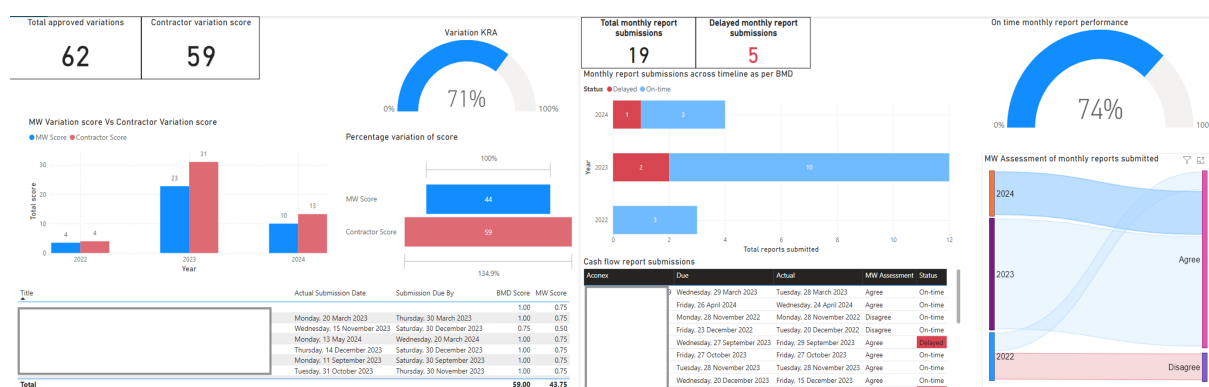 Total approved variations
62
Contractor variation score
59
Variation KRA
71%
0%
100%
MW Variation score Vs Contractor Variation score
MW Score Contractor Score
Total score
30
20
10
0
4 4
23 31
10 13
2022 2023 2024
Year
Percentage variation of score
100%
MW Score 44
Contractor Score 59
134.9%
Title Actual Submission Date Submission Due By BMD Score MW Score
1.00 0.75
Monday, 20 March 2023 Thursday, 30 March 2023 1.00 0.75
Wednesday, 15 November 2023 Saturday, 30 December 2023 0.75 0.50
Monday, 13 May 2024 Wednesday, 20 March 2024 1.00 0.75
Thursday, 14 December 2023 Saturday, 30 December 2023 1.00 0.75
Monday, 11 September 2023 Saturday, 30 September 2023 1.00 0.75
Tuesday, 31 October 2023 Thursday, 30 November 2023 1.00 0.75
Total 59.00 43.75
Total monthly report
submissions
19
Delayed monthly report
submissions
5
Monthly report submissions across timeline as per BMD
Status Delayed On-time
Year
2024 1 3
2023 2 10
2022 3
0 2 4 6 8 10 12
Total reports submitted
Cash flow report submissions
Aconex Due Actual MW Assessment Status
9 Wednesday, 29 March 2023 Tuesday, 28 March 2023 Agree On-time
Friday, 26 April 2024 Wednesday, 24 April 2024 Agree On-time
Monday, 28 November 2022 Monday, 28 November 2022 Disagree On-time
Friday, 23 December 2022 Tuesday, 20 December 2022 Disagree On-time
Wednesday, 27 September 2023 Friday, 29 September 2023 Agree Delayed
Friday, 27 October 2023 Friday, 27 October 2023 Agree On-time
Tuesday, 28 November 2023 Tuesday, 28 November 2023 Agree On-time
Wednesday, 20 December 2023 Friday, 15 December 2023 Agree On-time
On time monthly report performance
74%
0%
100
MW Assessment of monthly reports submitted
2024
2023
2022
Agree
Disagree